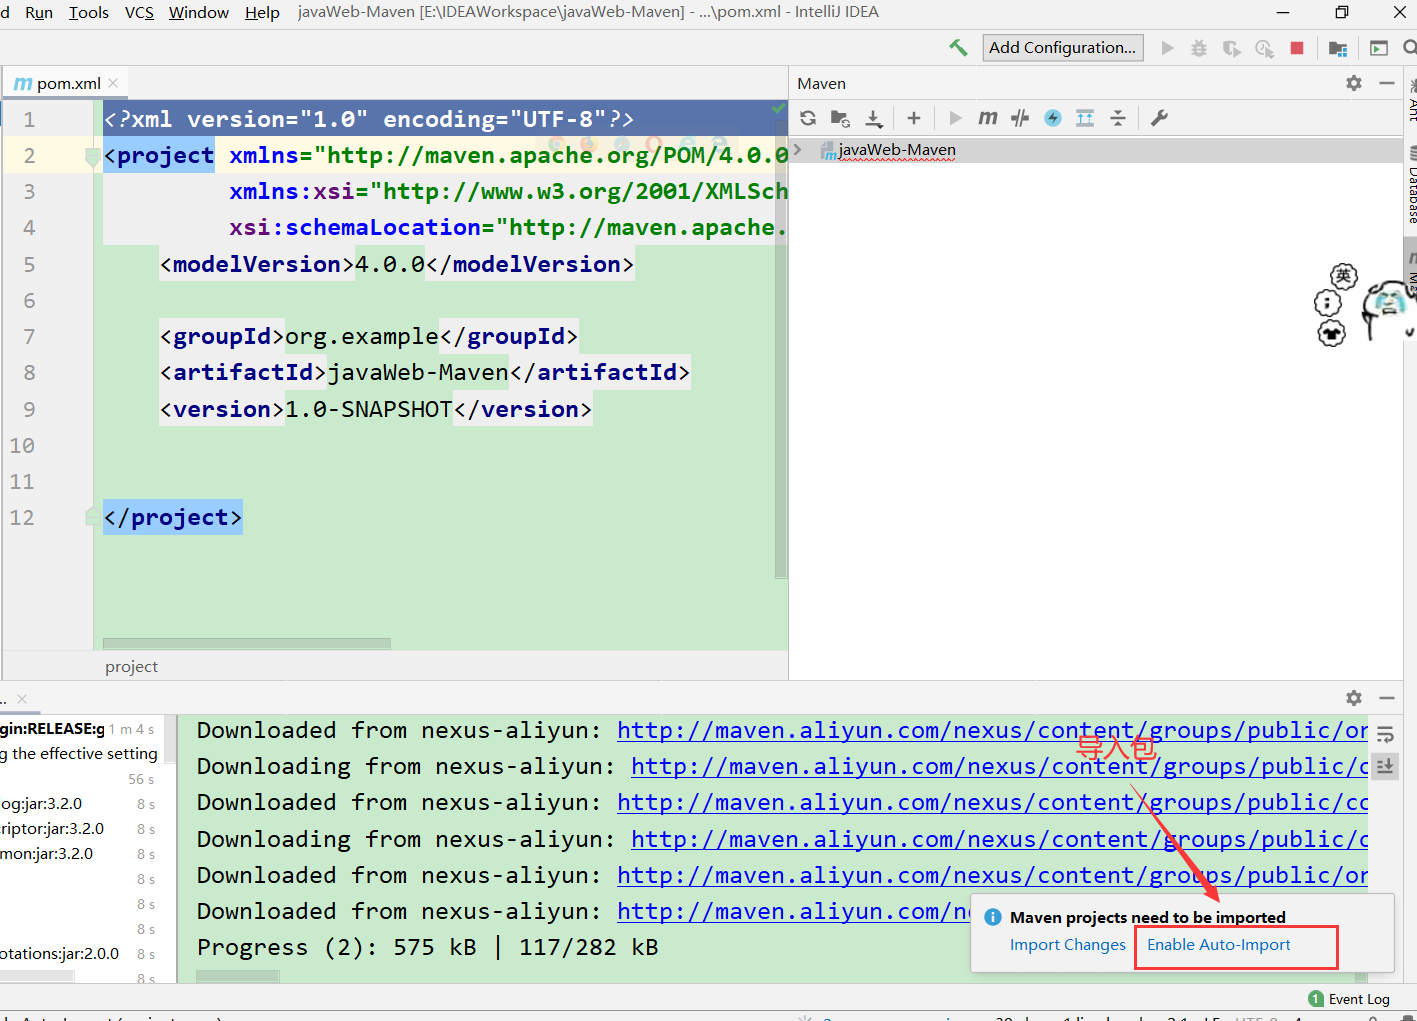 d Run Tools VCS Window Help javaWeb-Maven [E:\IDEAWorkspace\javaWeb-Maven] - ...\pom.xml - IntelliJ IDEA
Add Configuration...
m pom.xml
Maven
1 <?xml version="1.0" encoding="UTF-8"?>
2 <project xmlns="http://maven.apache.org/POM/4.0.0
3 xmlns:xsi="http://www.w3.org/2001/XMLSch
4 xsi:schemaLocation="http://maven.apache.
5 <modelVersion>4.0.0</modelVersion>
6
7 <groupId>org.example</groupId>
8 <artifactId>javaWeb-Maven</artifactId>
9 <version>1.0-SNAPSHOT</version>
10
11
12 </project>
project
javaWeb-Maven
Ant
Database
英
;
gin:RELEASE:g 1 m 4 s
g the effective setting
56 s
log:jar:3.2.0 8 s
riptor:jar:3.2.0 8 s
mon:jar:3.2.0 8 s
8 s
8 s
8 s
otations:jar:2.0.0 8 s
8 s
Downloaded from nexus-aliyun: http://maven.aliyun.com/nexus/content/groups/public/or
Downloading from nexus-aliyun: http://maven.aliyun.com/nexus/content/groups/public/c
Downloaded from nexus-aliyun: http://maven.aliyun.com/nexus/content/groups/public/co
Downloading from nexus-aliyun: http://maven.aliyun.com/nexus/content/groups/public/c
Downloaded from nexus-aliyun: http://maven.aliyun.com/nexus/content/groups/public/or
Downloaded from nexus-aliyun: http://maven.aliyun.com/n
Progress (2): 575 kB | 117/282 kB
导入包
Maven projects need to be imported
Import Changes Enable Auto-Import
1 Event Log